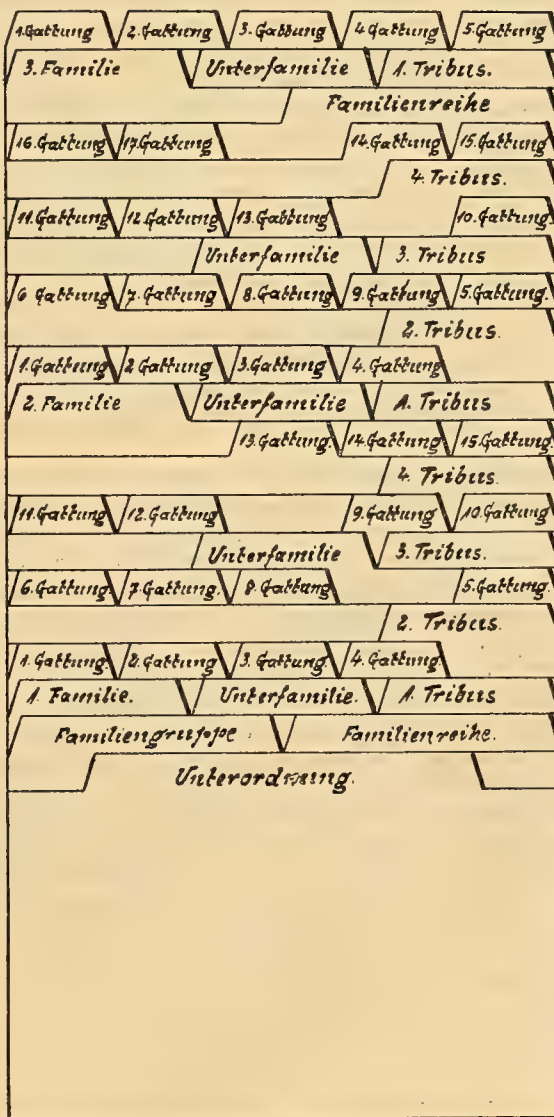 1. Gattung 2. Gattung 3. Gattung 4. Gattung 5. Gattung
3. Familie Unterfamilie 1. Tribus.
Familienreihe
16. Gattung 17. Gattung 14. Gattung 15. Gattung
4. Tribus.
11. Gattung 12. Gattung 13. Gattung 10. Gattung
Unterfamilie 3. Tribus
6 Gattung 7. Gattung 8. Gattung 9. Gattung 5. Gattung.
2. Tribus.
1. Gattung 2 Gattung 3. Gattung 4. Gattung
2. Familie Unterfamilie 1. Tribus
13. Gattung. 14. Gattung 15. Gattung
4. Tribus.
11. Gattung 12. Gattung 9. Gattung 10. Gattung
Unterfamilie 3. Tribus.
6. Gattung 7. Gattung. 8. Gattung 5. Gattung.
2. Tribus.
1. Gattung. 2. Gattung 3. Gattung. 4. Gattung.
1. Familie. Unterfamilie. 1. Tribus
Familiengruppe Familienreihe.
Unterordnung.